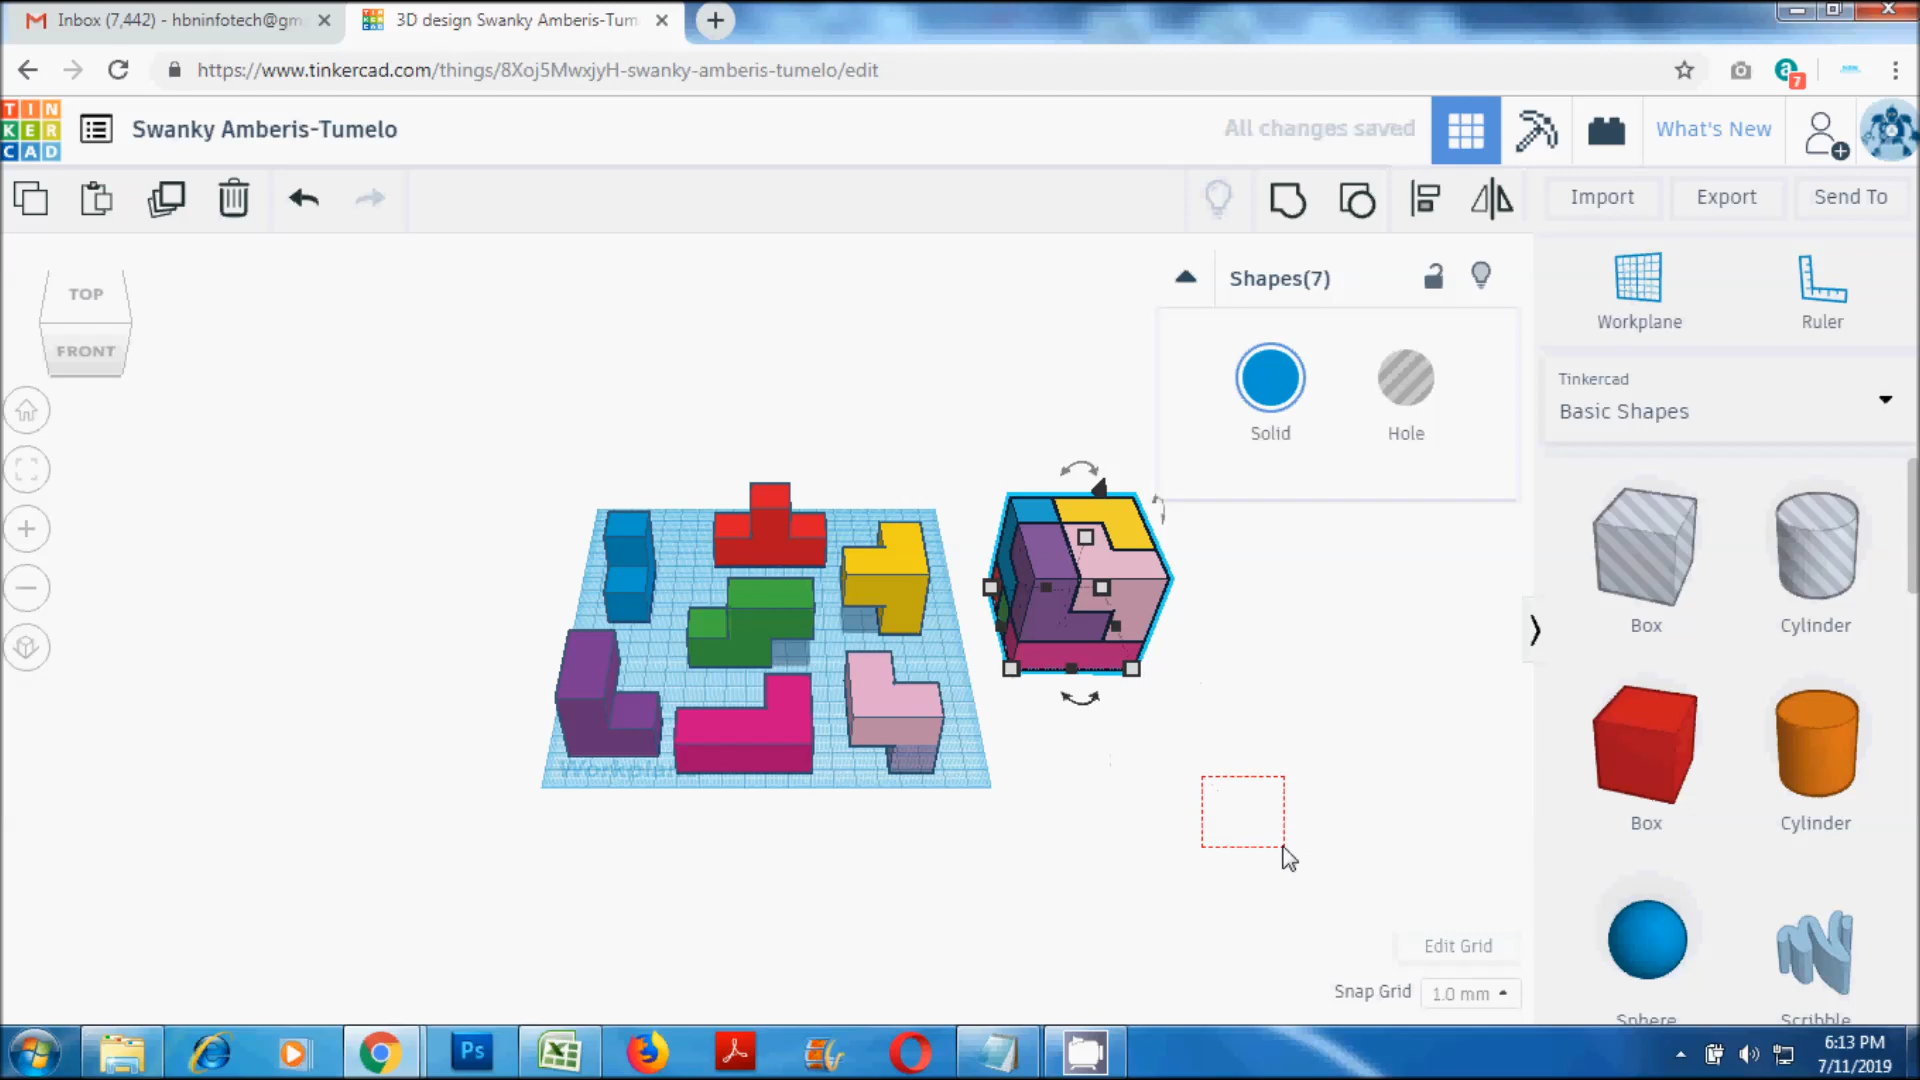 Inbox (7,442) - hbninfotech@gm
3D design Swanky Amberis-Tum
https://www.tinkercad.com/things/8Xoj5MwxjyH-swanky-amberis-tumelo/edit
a
7
TIN
KER
CAD
Swanky Amberis-Tumelo
All changes saved
What's New
Import
Export
Send To
TOP
FRONT
Shapes(7)
Solid
Hole
Workplane
Ruler
Tinkercad
Basic Shapes
Box
Cylinder
Box
Cylinder
Workplan
Edit Grid
Snap Grid
1.0 mm
Sphere
Scribble
Ps
6:13 PM
7/11/2019